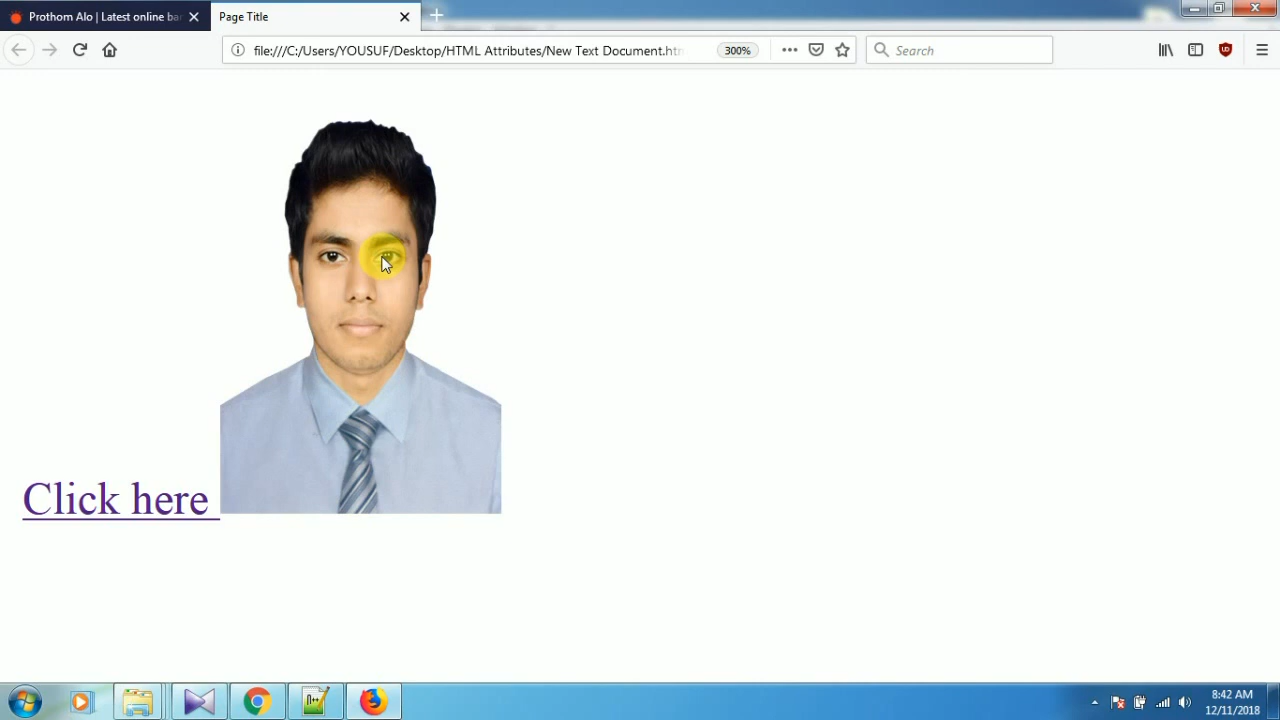 Prothom Alo | Latest online ba
Page Title
file:///C:/Users/YOUSUF/Desktop/HTML Attributes/New Text Document.htm
300%
Search
Click here
8:42 AM
12/11/2018